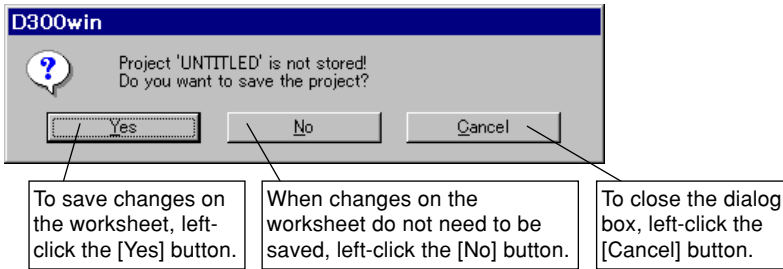 D300win
Project 'UNTITLED' is not stored!
Do you want to save the project?
Yes
No
Cancel
To save changes on
the worksheet, left-
click the [Yes] button.
When changes on the
worksheet do not need to be
saved, left-click the [No] button.
To close the dialog
box, left-click the
[Cancel] button.